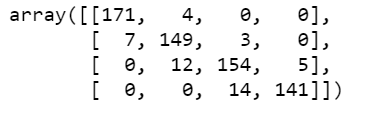 array([[171,   4,   0,   0],
       [  7, 149,   3,   0],
       [  0,  12, 154,   5],
       [  0,   0,  14, 141]])